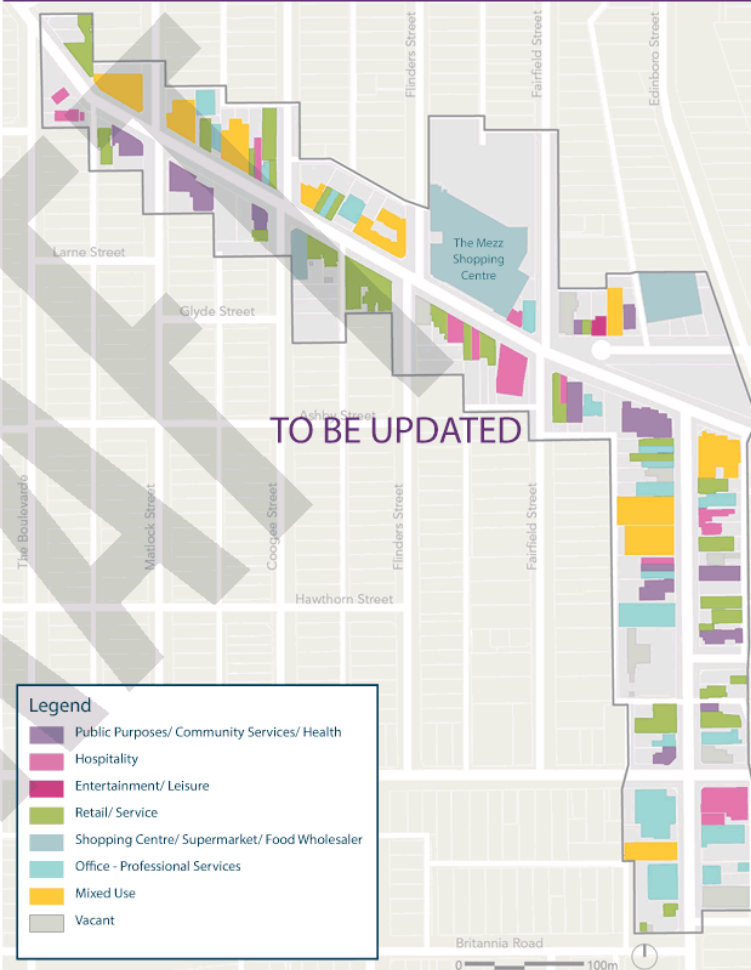 Flinders Street
Fairfield Street
Edinboro Street
The Mezz
Shopping
Centre
Larne Street
Glyde Street
Ashby Street
TO BE UPDATED
The Boulevarde
Matlock Street
Coogee Street
Flinders Street
Fairfield Street
Hawthorn Street
Legend
Public Purposes/ Community Services/ Health
Hospitality
Entertainment/ Leisure
Retail/ Service
Shopping Centre/ Supermarket/ Food Wholesaler
Office - Professional Services
Mixed Use
Vacant
Britannia Road
0
100m